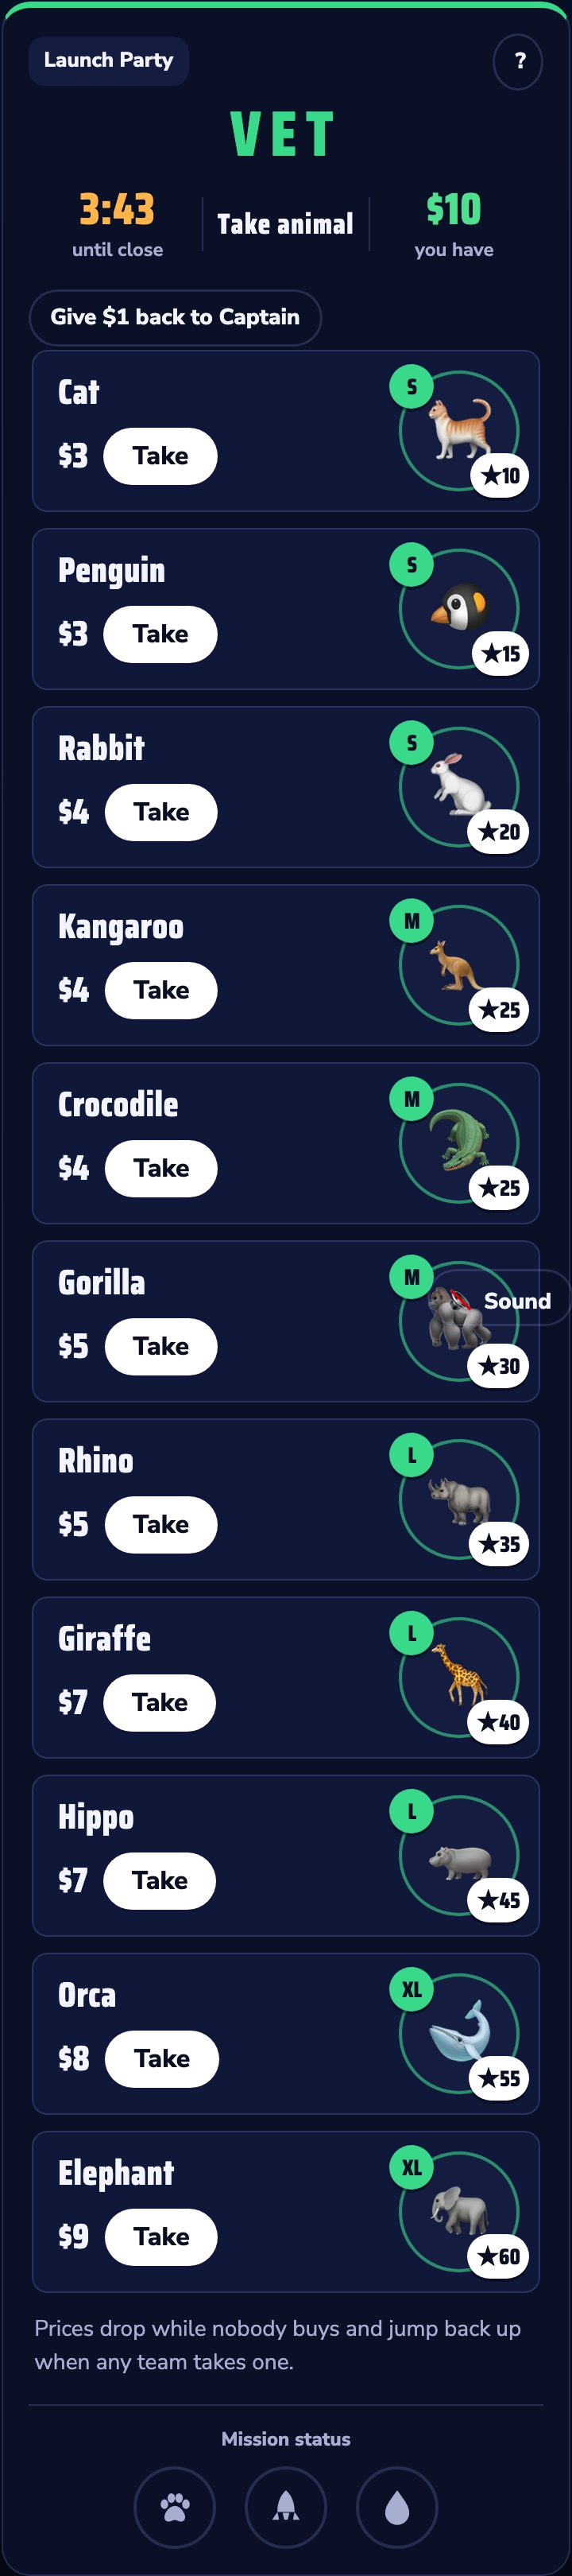 Launch Party
?
VET
3:43
until close
Take animal
$10
you have
Give $1 back to Captain
Cat
$3 Take
S
★10
Penguin
$3 Take
S
★15
Rabbit
$4 Take
S
★20
Kangaroo
$4 Take
M
★25
Crocodile
$4 Take
M
★25
Gorilla
$5 Take
M
Sound
★30
Rhino
$5 Take
L
★35
Giraffe
$7 Take
L
★40
Hippo
$7 Take
L
★45
Orca
$8 Take
XL
★55
Elephant
$9 Take
XL
★60
Prices drop while nobody buys and jump back up
when any team takes one.
Mission status